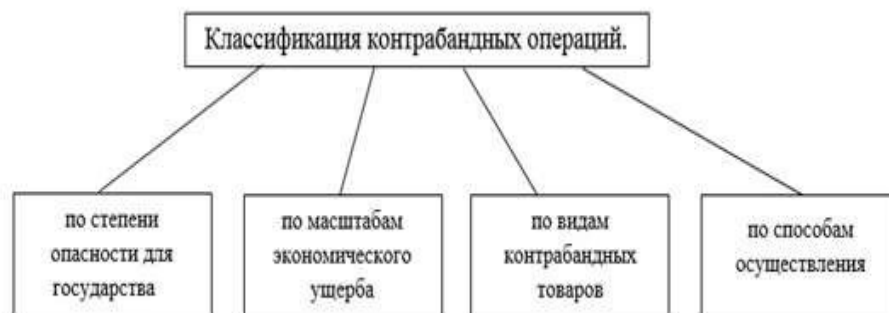 Классификация контрабандных операций.
по степени
опасности для
государства
по масштабам
экономического
ущерба
по видам
контрабандных
товаров
по способам
осуществления